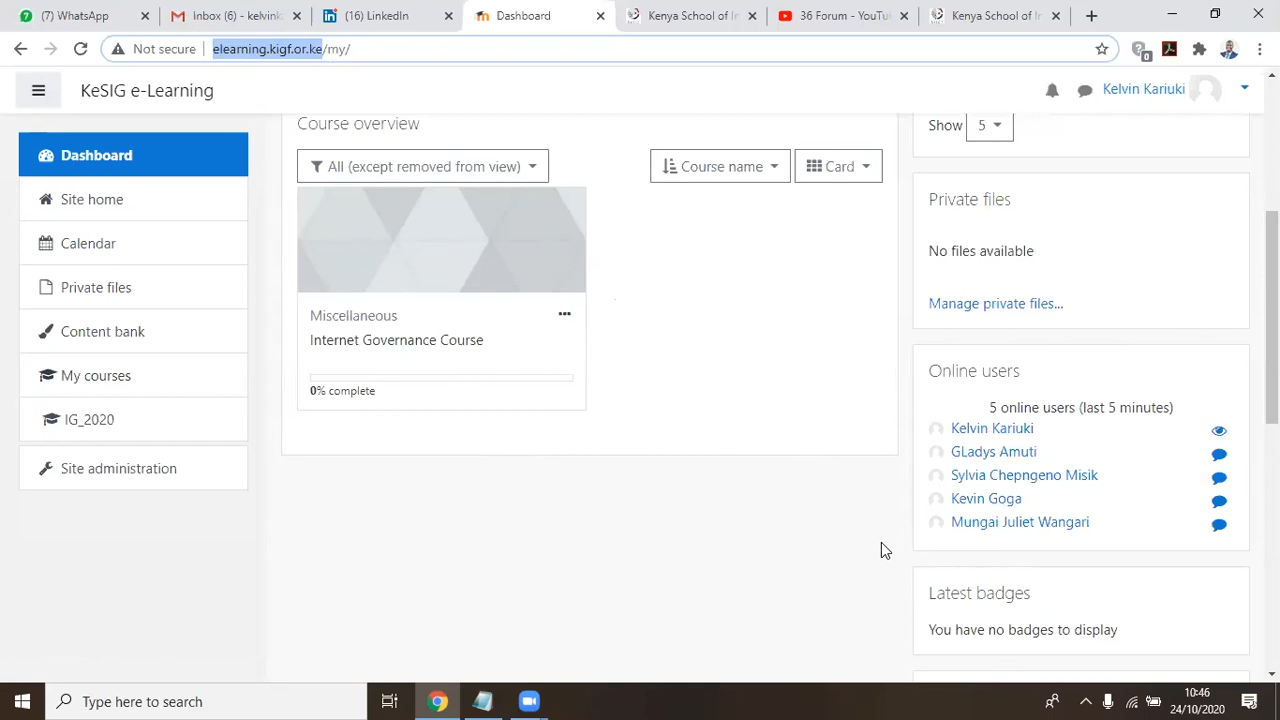 (7) WhatsApp
Inbox (6) - kelvink
(16) LinkedIn
Dashboard
Kenya School of In
36 Forum - YouTu
Kenya School of In
Not secure
elearning.kigf.or.ke/my/
0
KeSIG e-Learning
Kelvin Kariuki
Dashboard
Site home
Calendar
Private files
Content bank
My courses
IG_2020
Site administration
Course overview
All (except removed from view)
Course name
Card
Miscellaneous
Internet Governance Course
0% complete
Show 5
Private files
No files available
Manage private files...
Online users
5 online users (last 5 minutes)
Kelvin Kariuki
GLadys Amuti
Sylvia Chepngeno Misik
Kevin Goga
Mungai Juliet Wangari
Latest badges
You have no badges to display
Type here to search
10:46
24/10/2020